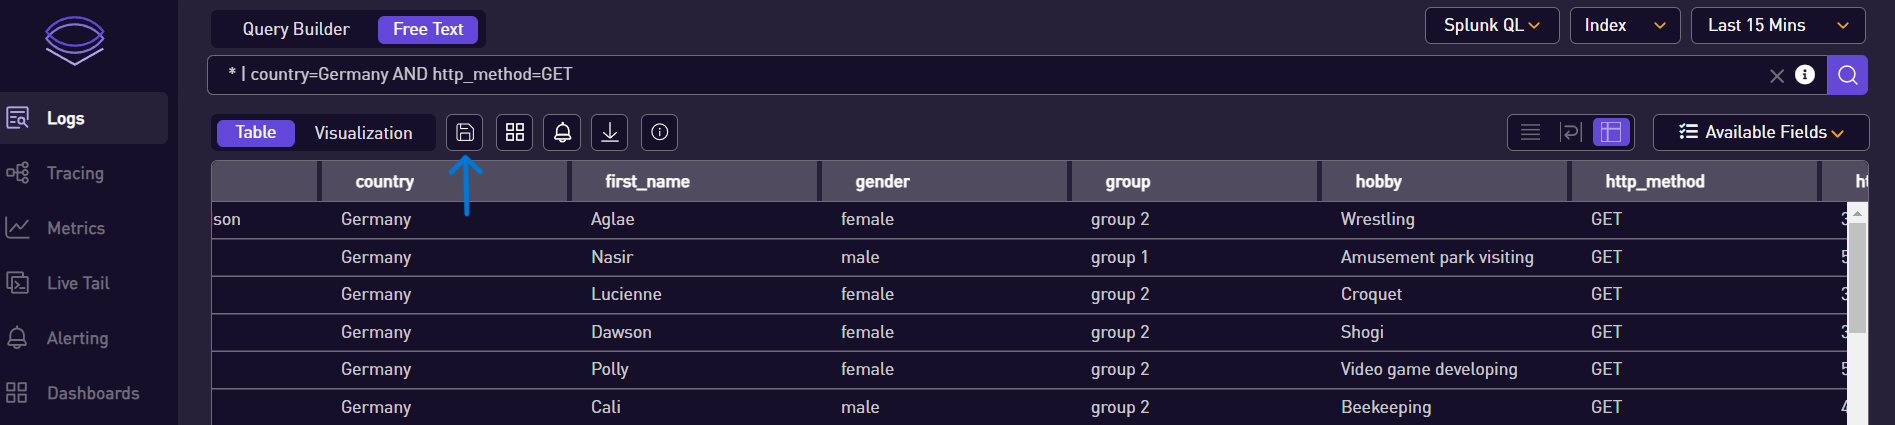 Query Builder Free Text Splunk QL Index Last 15 Mins
* | country=Germany AND http_method=GET
Logs
Tracing
Metrics
Live Tail
Alerting
Dashboards
Table Visualization Available Fields
country first_name gender group hobby http_method ht
son Germany Aglae female group 2 Wrestling GET 3
Germany Nasir male group 1 Amusement park visiting GET 5
Germany Lucienne female group 2 Croquet GET 3
Germany Dawson female group 2 Shogi GET 3
Germany Polly female group 2 Video game developing GET 5
Germany Cali male group 2 Beekeeping GET 4